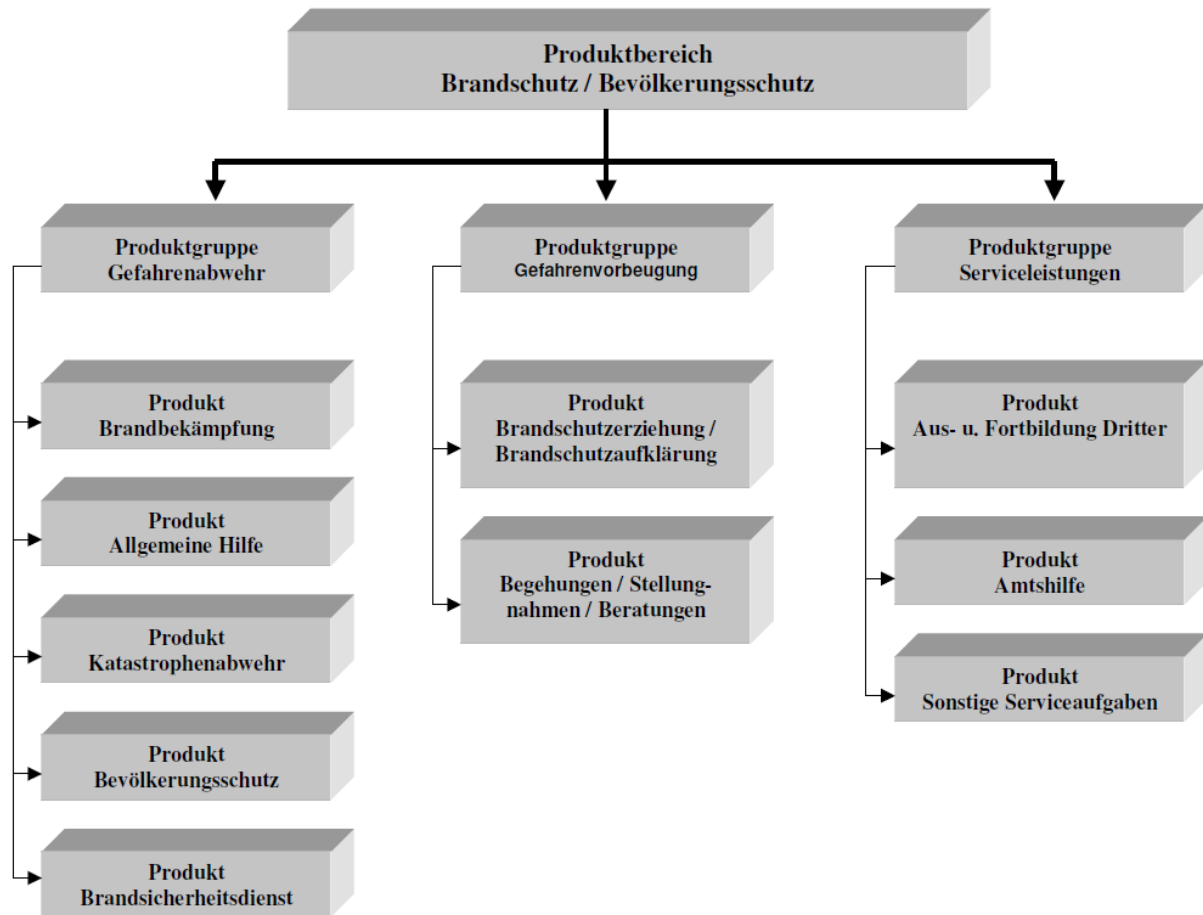 Produktbereich
Brandschutz / Bevölkerungsschutz
Produktgruppe
Gefahrenabwehr
Produkt
Brandbekämpfung
Produkt
Allgemeine Hilfe
Produkt
Katastrophenabwehr
Produkt
Bevölkerungsschutz
Produkt
Brandsicherheitsdienst
Produktgruppe
Gefahrenvorbeugung
Produkt
Brandschutzerziehung /
Brandschutzaufklärung
Produkt
Begehungen / Stellung-
nahmen / Beratungen
Produktgruppe
Serviceleistungen
Produkt
Aus- u. Fortbildung Dritter
Produkt
Amtshilfe
Produkt
Sonstige Serviceaufgaben